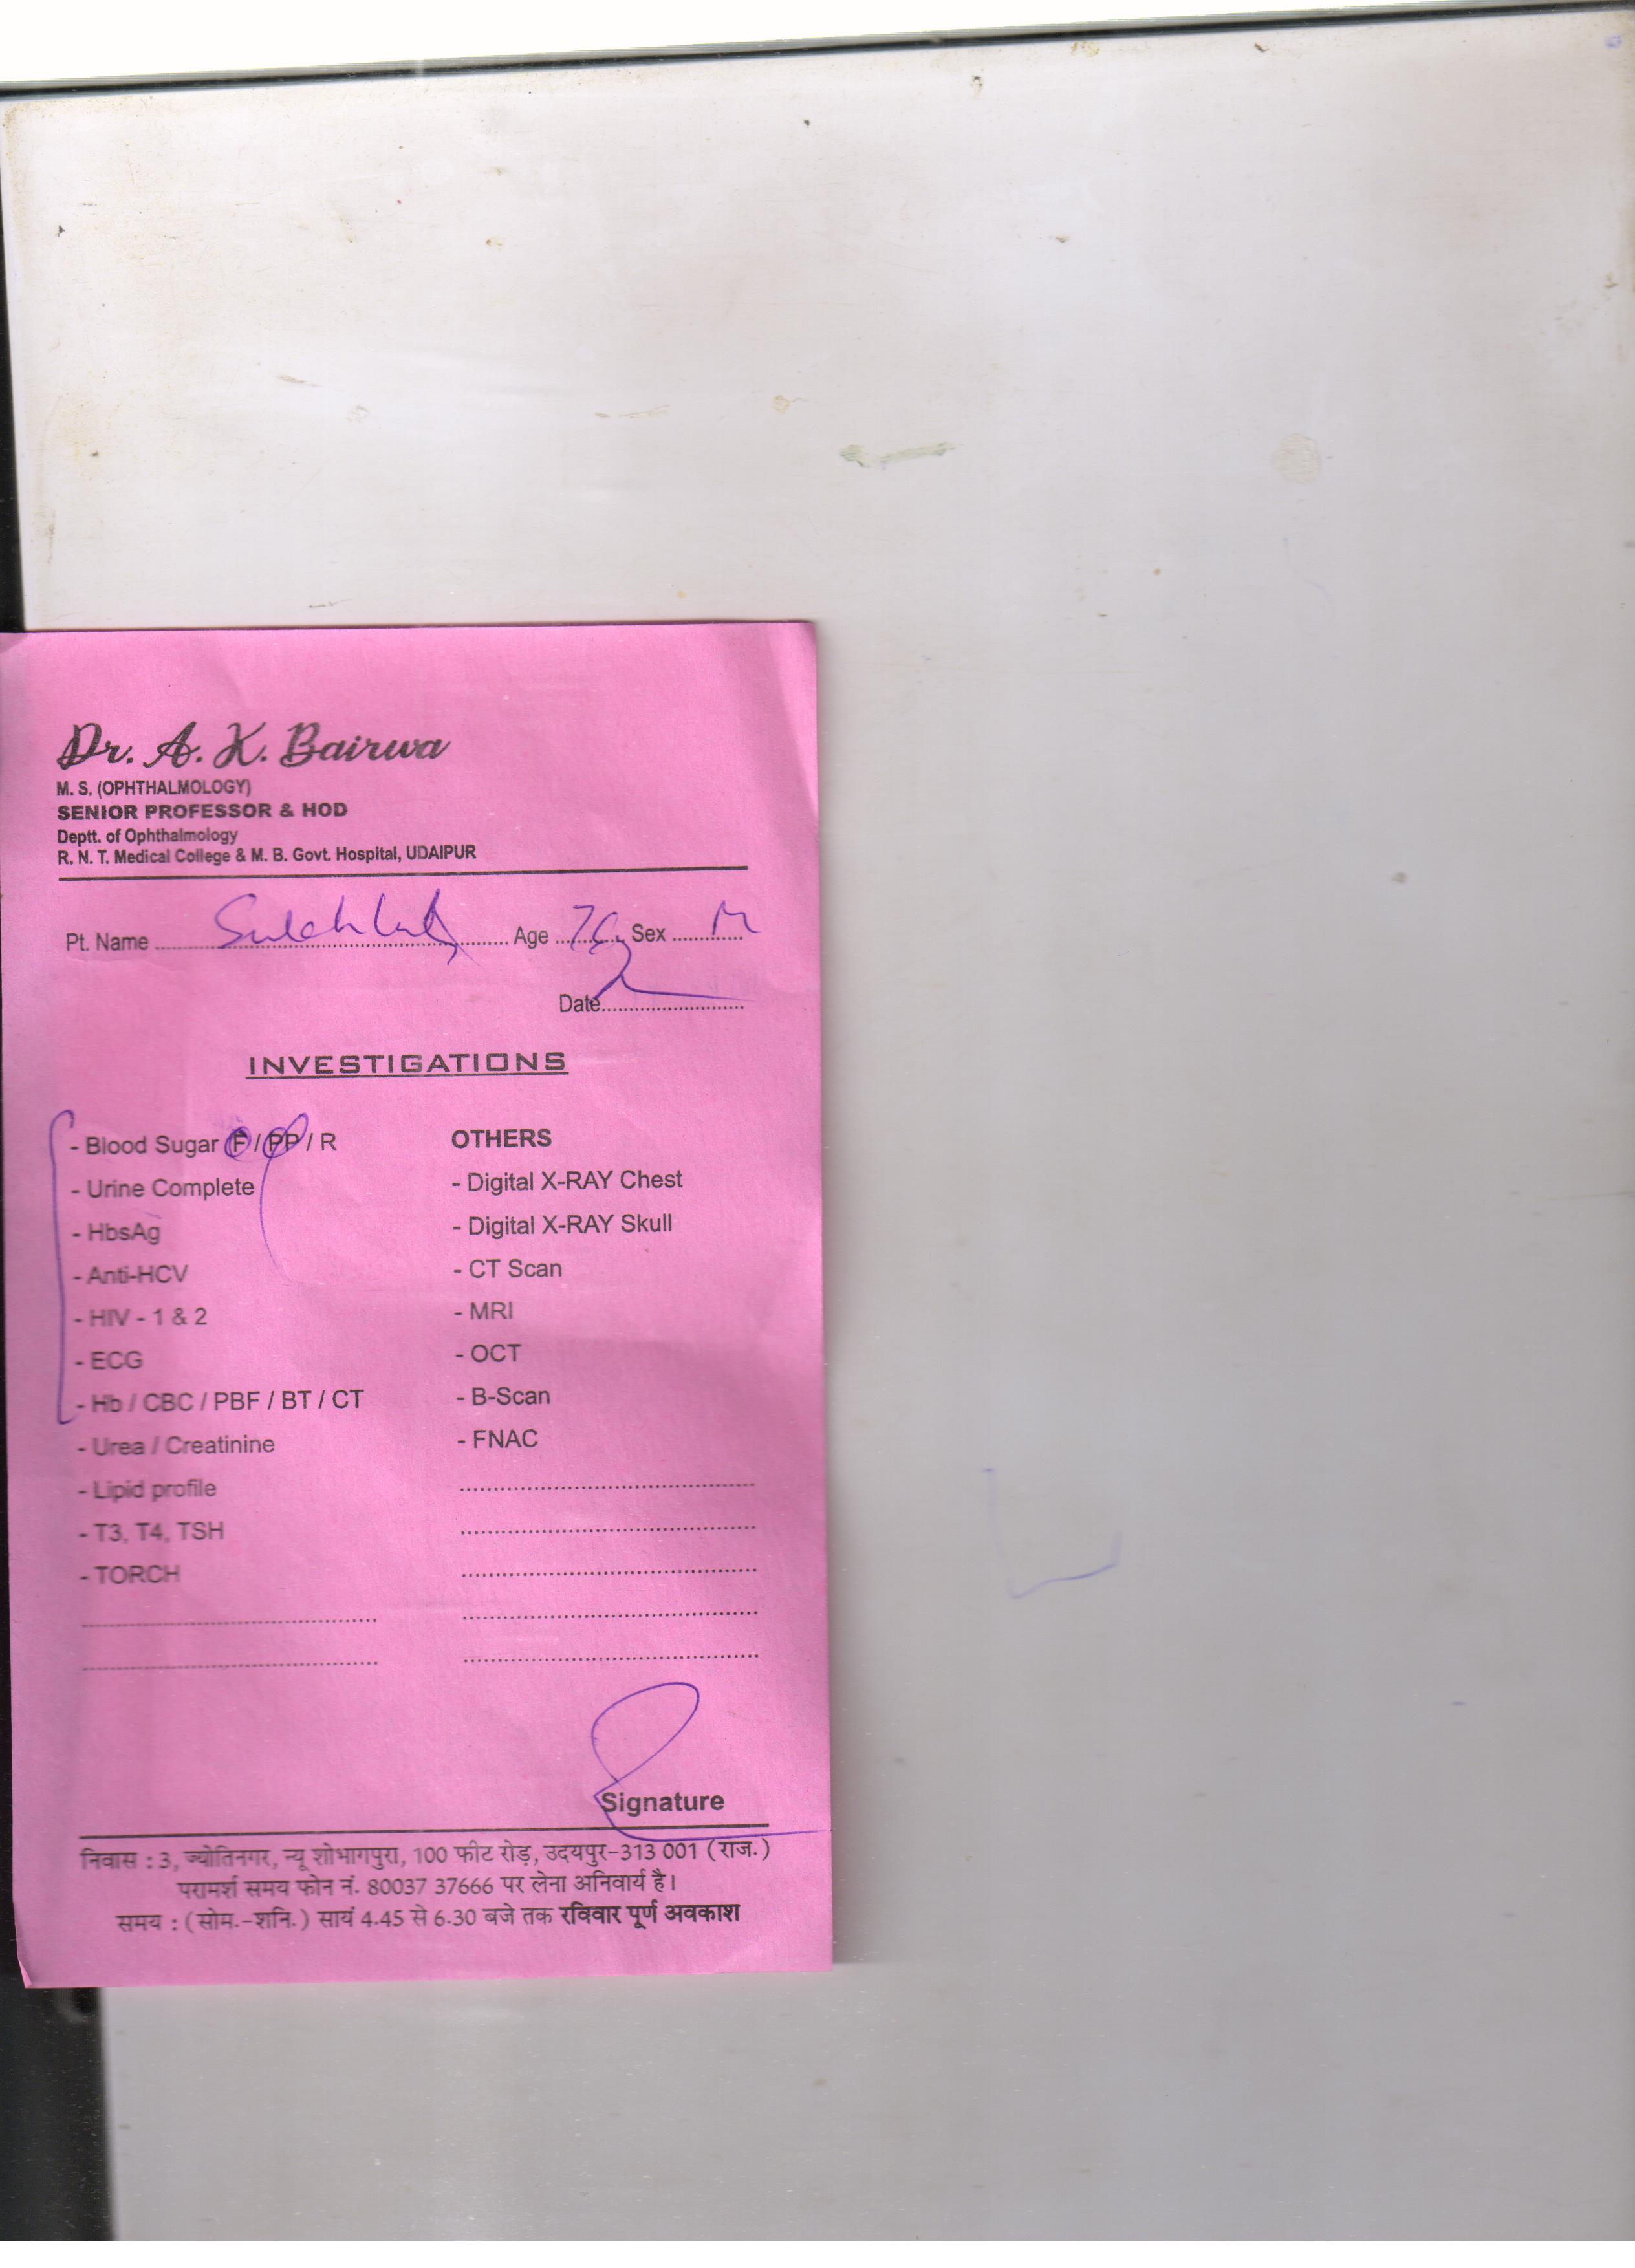 Dr. A. K. Bairwa
M. S. (OPHTHALMOLOGY)
SENIOR PROFESSOR & HOD
Deptt. of Ophthalmology
R. N. T. Medical College & M. B. Govt. Hospital, UDAIPUR
Pt. Name .......... Age .......... Sex M
Date..........
INVESTIGATIONS
- Blood Sugar F / PP / R
- Urine Complete
- HbsAg
- Anti-HCV
- HIV - 1 & 2
- ECG
- Hb / CBC / PBF / BT / CT
- Urea / Creatinine
- Lipid profile
- T3, T4, TSH
- TORCH
OTHERS
- Digital X-RAY Chest
- Digital X-RAY Skull
- CT Scan
- MRI
- OCT
- B-Scan
- FNAC
Signature
निवास : 3, ज्योतिनगर, न्यू शोभागपुरा, 100 फीट रोड़, उदयपुर-313 001 (राज.)
परामर्श समय फोन नं. 80037 37666 पर लेना अनिवार्य है।
समय : (सोम.-शनि.) सायं 4.45 से 6.30 बजे तक रविवार पूर्ण अवकाश